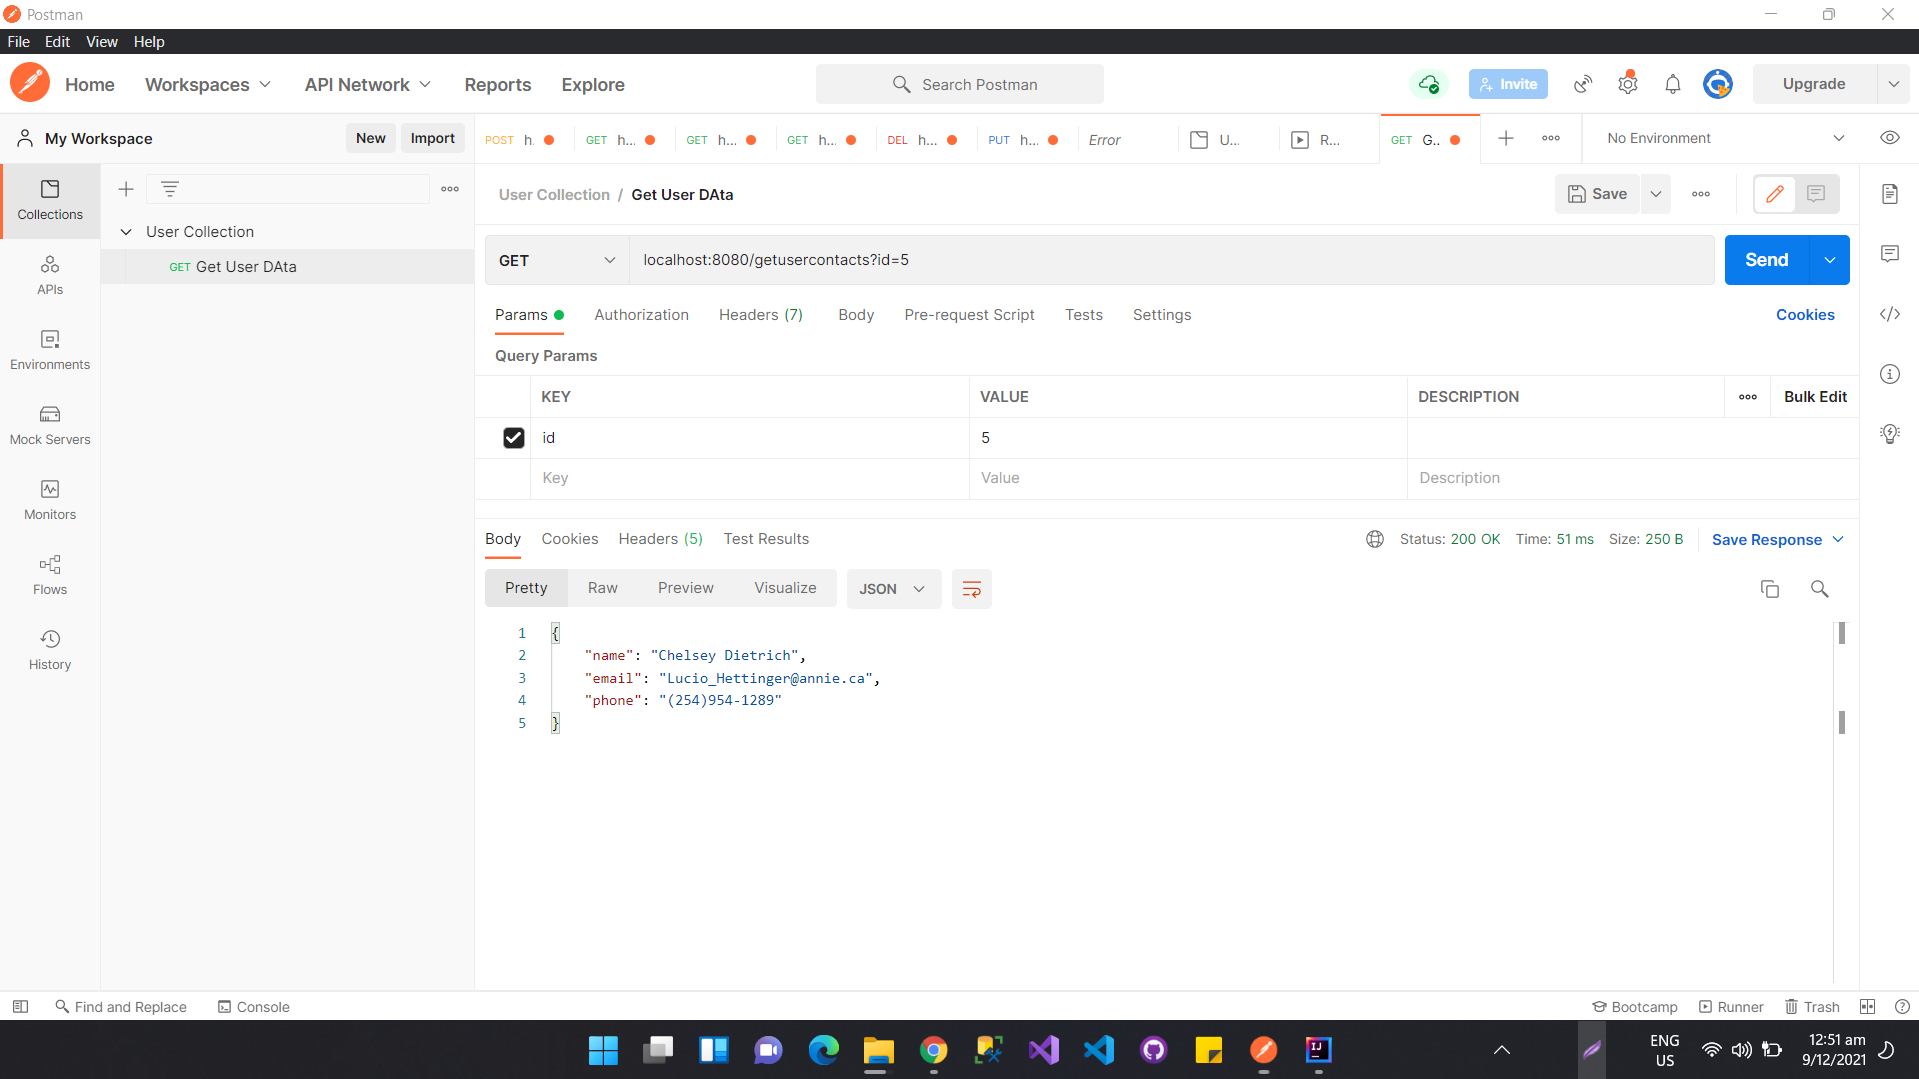 Postman
File Edit View Help
Home Workspaces API Network Reports Explore Search Postman Invite Upgrade
My Workspace New Import POST h. GET h... GET h... GET h... DEL h... PUT h... Error U... R... GET G.. No Environment
Collections
APIs
Environments
Mock Servers
Monitors
Flows
History
User Collection
GET Get User DAta
User Collection / Get User DAta Save
GET localhost:8080/getusercontacts?id=5 Send
Params Authorization Headers (7) Body Pre-request Script Tests Settings Cookies
Query Params
KEY VALUE DESCRIPTION Bulk Edit
id 5
Key Value Description
Body Cookies Headers (5) Test Results Status: 200 OK Time: 51 ms Size: 250 B Save Response
Pretty Raw Preview Visualize JSON
1 {
2 "name": "Chelsey Dietrich",
3 "email": "Lucio_Hettinger@annie.ca",
4 "phone": "(254)954-1289"
5 }
Find and Replace Console Bootcamp Runner Trash
IJ
ENG
US
12:51 am
9/12/2021